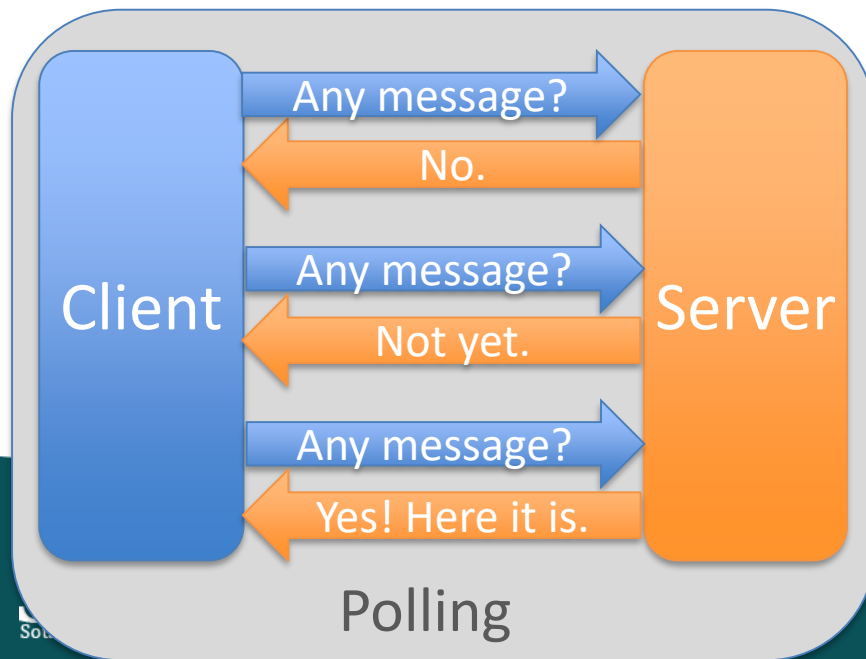 Any message?
No.
Any message?
Client
Server
Not yet.
Any message?
Yes! Here it is.
Polling